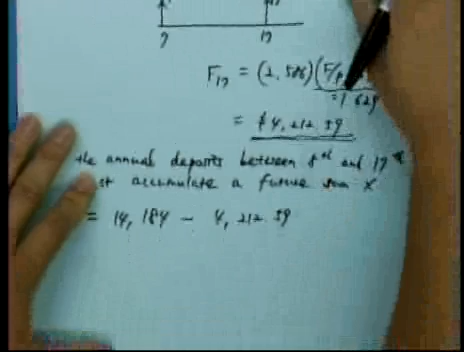 7 17
F17 = (2,586)(F/P
=1.629
= $4,212.59
the annual deposits between 8th and 17th
st accumulate a future sum X
= 14,184 - 4,212.59